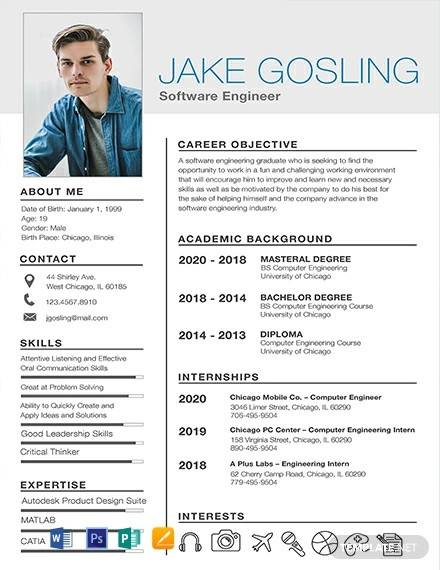 JAKE GOSLING
Software Engineer
ABOUT ME
Date of Birth: January 1, 1999
Age: 19
Gender: Male
Birth Place: Chicago, Illinois
CONTACT
44 Shirley Ave.
West Chicago, IL 60185
123.4567.8910
jgosling@mail.com
SKILLS
Attentive Listening and Effective
Oral Communication Skills
Great at Problem Solving
Ability to Quickly Create and
Apply Ideas and Solutions
Good Leadership Skills
Critical Thinker
EXPERTISE
Autodesk Product Design Suite
MATLAB
CATIA
CAREER OBJECTIVE
A software engineering graduate who is seeking to find the
opportunity to work in a fun and challenging working environment
that will encourage him to improve and learn new and necessary
skills as well as be motivated by the company to do his best for
the sake of helping himself and the company advance in the
software engineering industry.
ACADEMIC BACKGROUND
2020 - 2018 MASTERAL DEGREE
BS Computer Engineering
University of Chicago
2018 - 2014 BACHELOR DEGREE
BS Computer Engineering Course
University of Chicago
2014 - 2013 DIPLOMA
Computer Engineering Course
University of Chicago
INTERNSHIPS
2020 Chicago Mobile Co. – Computer Engineer
3046 Limer Street, Chicago, IL 60290
706-495-9504
2019 Chicago PC Center – Computer Engineering Intern
158 Virginia Street, Chicago, IL 60290
890-495-9504
2018 A Plus Labs – Engineering Intern
62 Cherry Camp Road, Chicago, IL 60290
779-495-9504
INTERESTS
W
Ps
P
TEMPLATE.NET